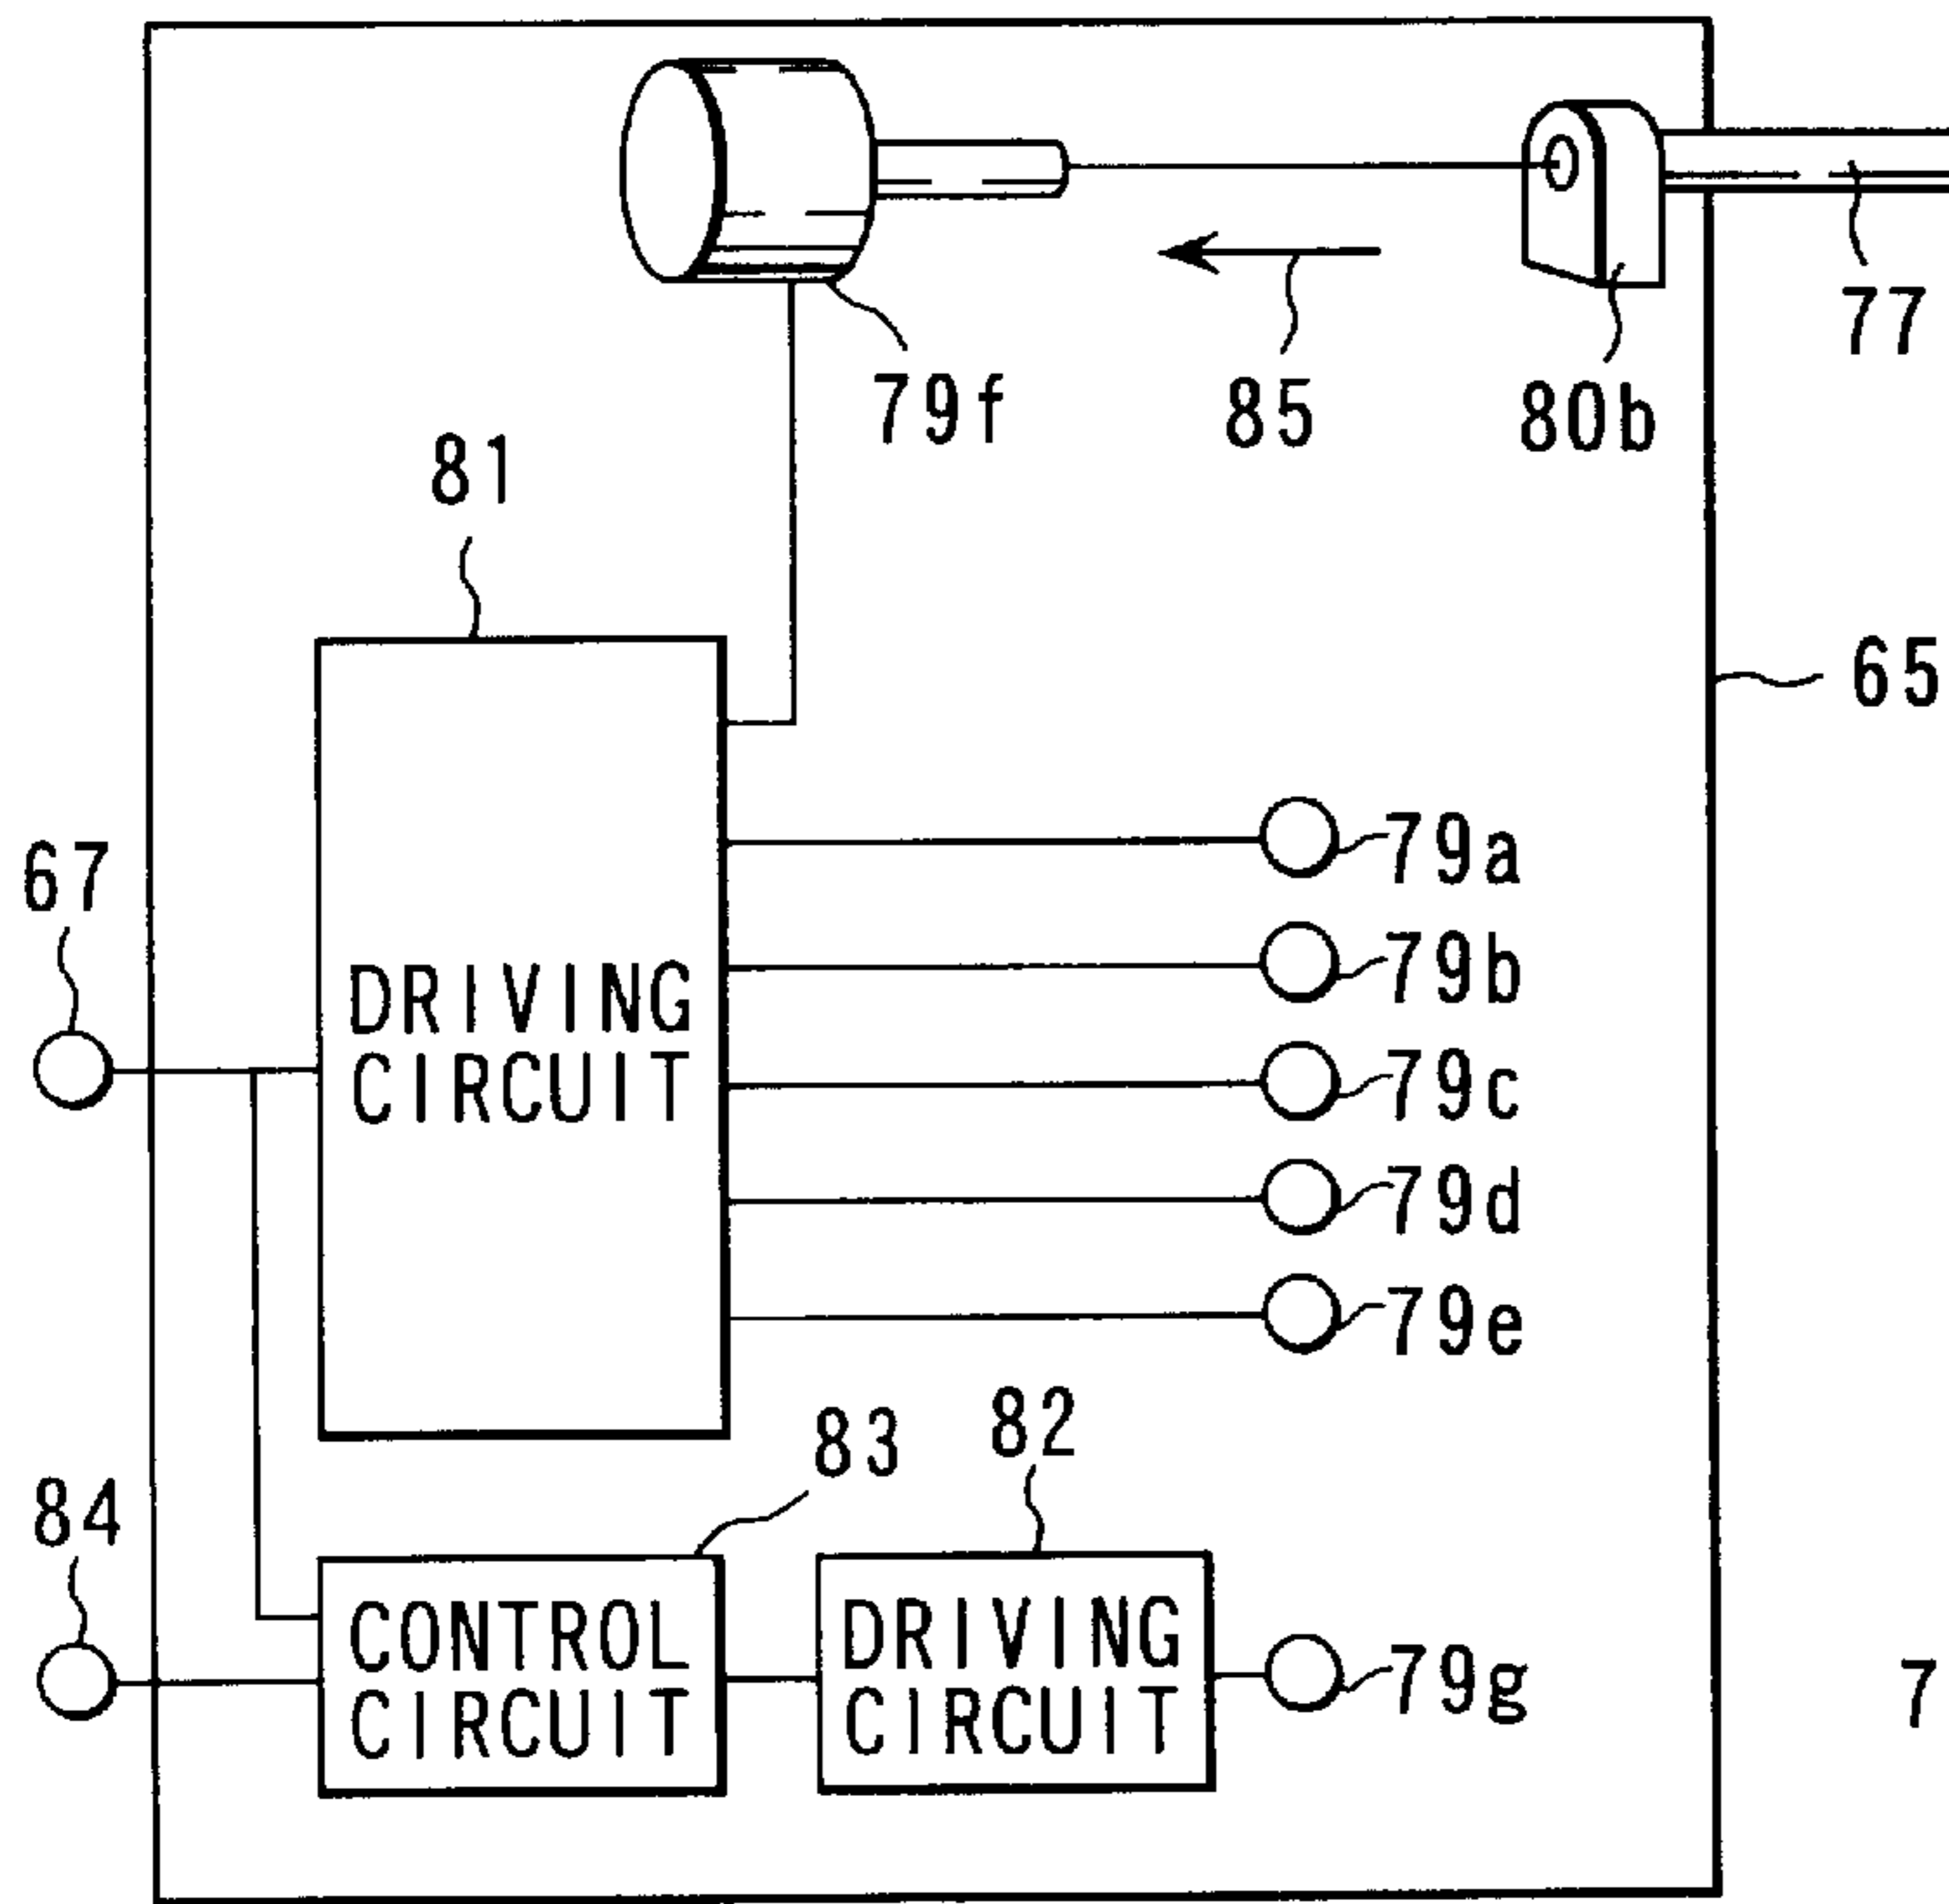 77
79f
85
80b
81
65
67
79a
79b
DRIVING
CIRCUIT
79c
79d
79e
83
82
84
CONTROL
CIRCUIT
DRIVING
CIRCUIT
79g
7